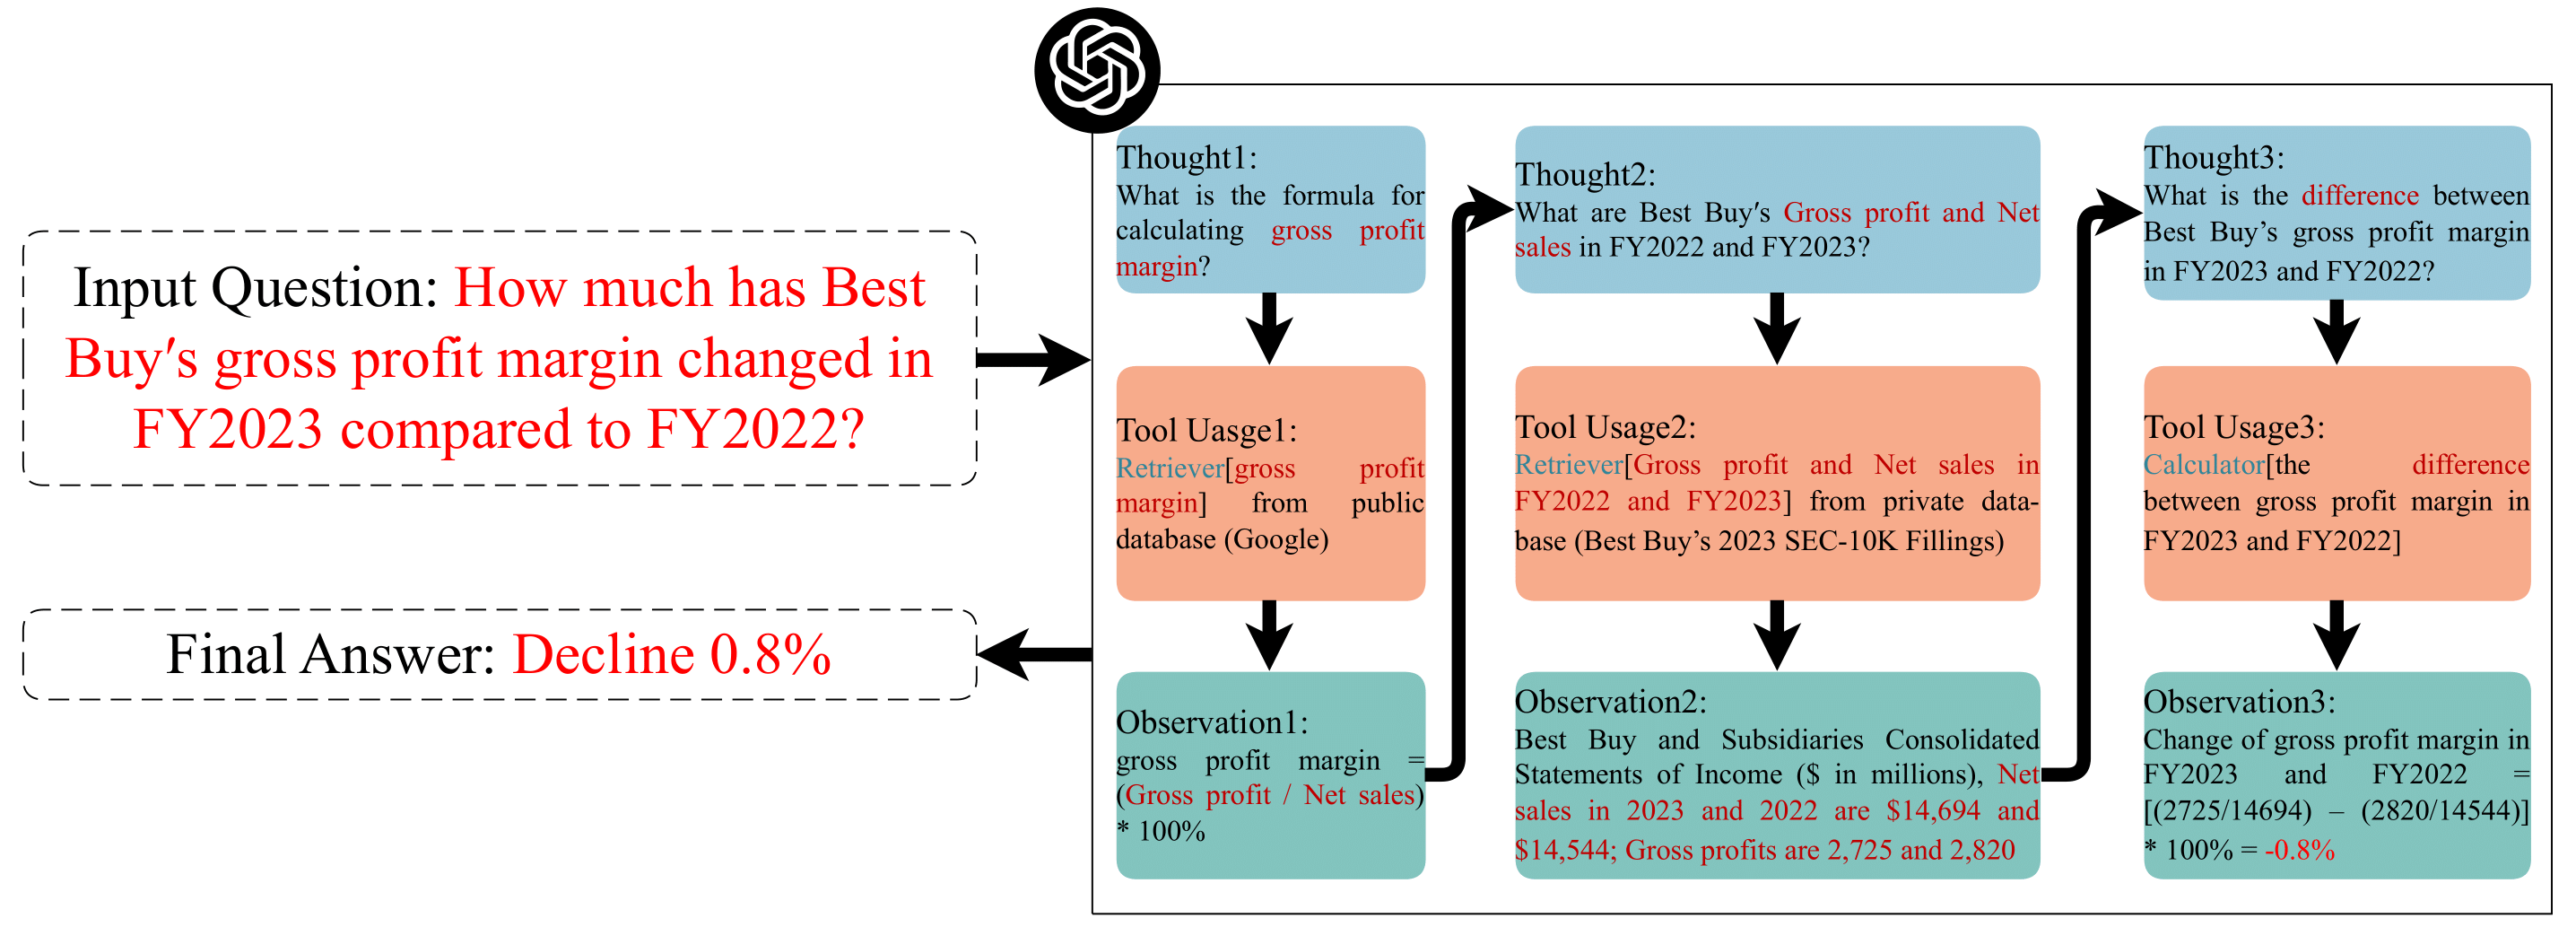 Input Question: How much has Best
Buy's gross profit margin changed in
FY2023 compared to FY2022?
Final Answer: Decline 0.8%
Thought1:
What is the formula for
calculating gross profit
margin?
Tool Uasge1:
Retriever[gross profit
margin] from public
database (Google)
Observation1:
gross profit margin =
(Gross profit / Net sales)
* 100%
Thought2:
What are Best Buy's Gross profit and Net
sales in FY2022 and FY2023?
Tool Usage2:
Retriever[Gross profit and Net sales in
FY2022 and FY2023] from private data-
base (Best Buy’s 2023 SEC-10K Fillings)
Observation2:
Best Buy and Subsidiaries Consolidated
Statements of Income ($ in millions), Net
sales in 2023 and 2022 are $14,694 and
$14,544; Gross profits are 2,725 and 2,820
Thought3:
What is the difference between
Best Buy’s gross profit margin
in FY2023 and FY2022?
Tool Usage3:
Calculator[the difference
between gross profit margin in
FY2023 and FY2022]
Observation3:
Change of gross profit margin in
FY2023 and FY2022 =
[(2725/14694) – (2820/14544)]
* 100% = -0.8%